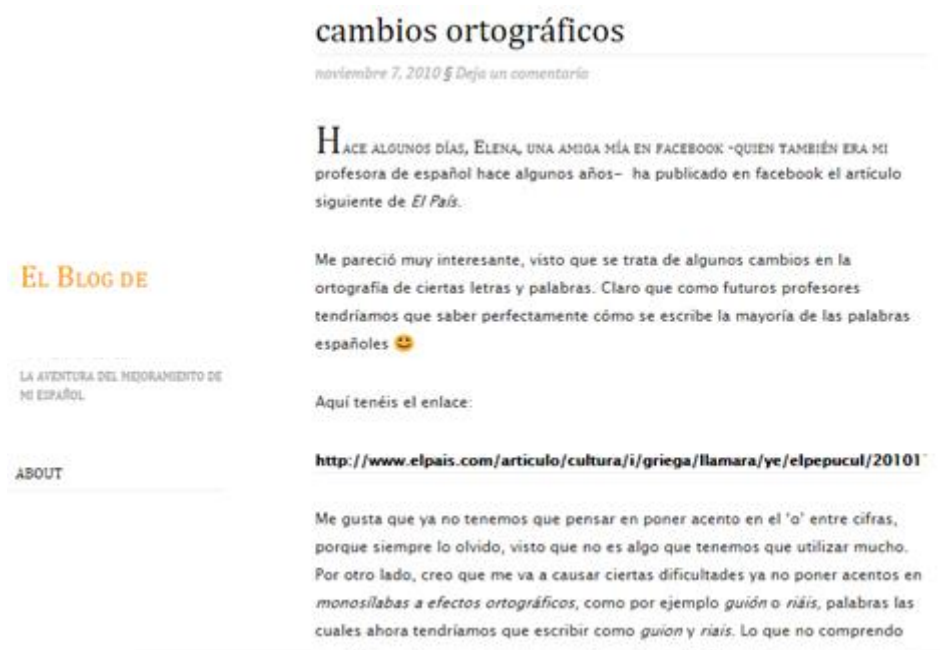 cambios ortográficos
noviembre 7, 2010 § Deja un comentario
Hace algunos días, Elena, una amiga mía en facebook -quien también era mi
profesora de español hace algunos años– ha publicado en facebook el artículo
siguiente de El País.
Me pareció muy interesante, visto que se trata de algunos cambios en la
ortografía de ciertas letras y palabras. Claro que como futuros profesores
tendríamos que saber perfectamente cómo se escribe la mayoría de las palabras
españoles
Aquí tenéis el enlace:
http://www.elpais.com/articulo/cultura/i/griega/llamara/ye/elpepucul/20101
Me gusta que ya no tenemos que pensar en poner acento en el 'o' entre cifras,
porque siempre lo olvido, visto que no es algo que tenemos que utilizar mucho.
Por otro lado, creo que me va a causar ciertas dificultades ya no poner acentos en
monosílabas a efectos ortográficos, como por ejemplo guión o riáis, palabras las
cuales ahora tendríamos que escribir como guion y riais. Lo que no comprendo
El Blog de
la aventura del mejoramiento de
mi español
ABOUT